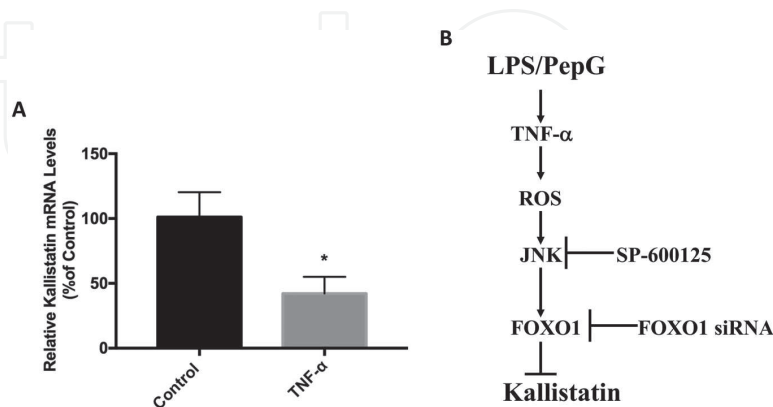 A
Relative Kallistatin mRNA Levels
(%of Control)
150
100
50
0
*
Control
TNF-α
B
LPS/PepG
TNF-α
ROS
JNK
SP-600125
FOXO1
FOXO1 siRNA
Kallistatin